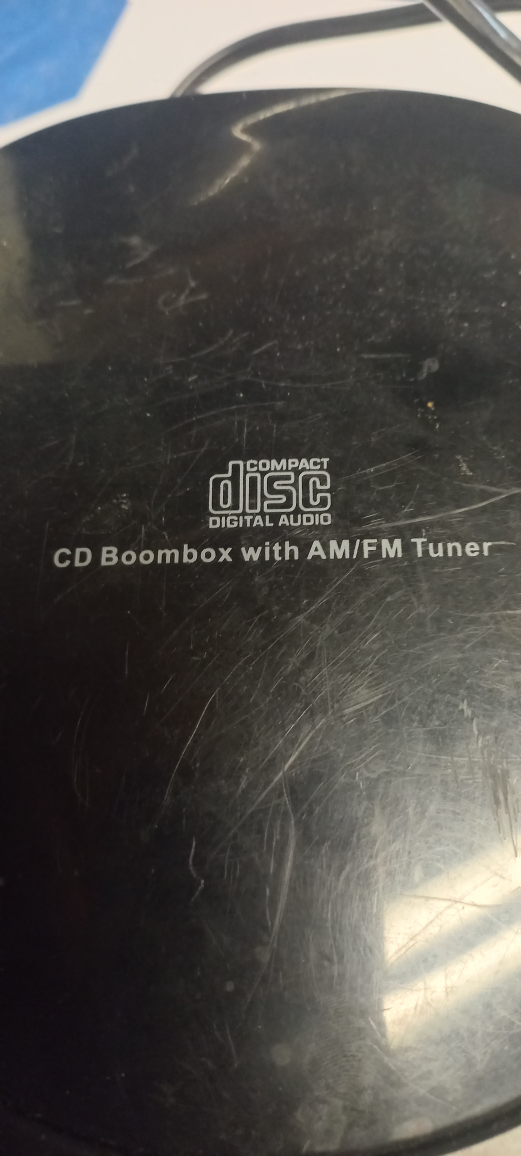 COMPACT
disc
DIGITAL AUDIO
CD Boombox with AM/FM Tuner